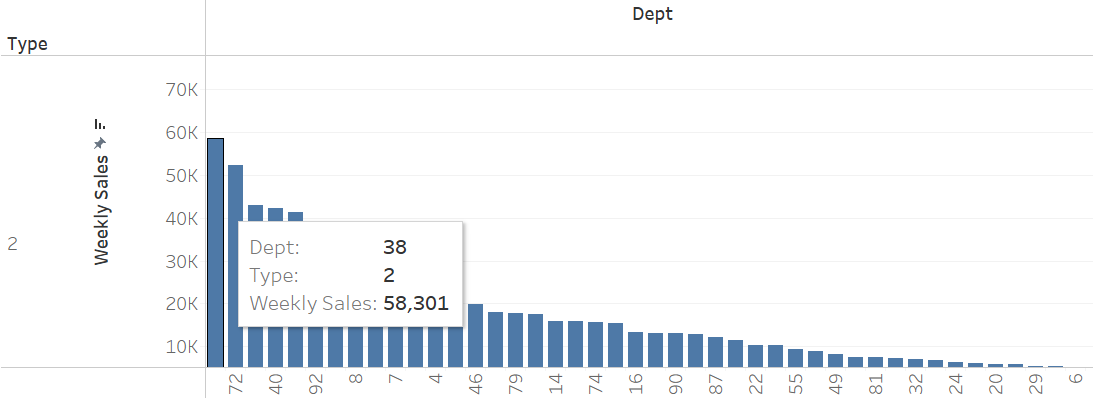 Dept
Type
70K
60K
50K
40K
30K
20K
10K
Weekly Sales
2
Dept: 38
Type: 2
Weekly Sales: 58,301
72 40 92 8 7 4 46 79 14 74 16 90 87 22 55 49 81 32 24 20 29 6